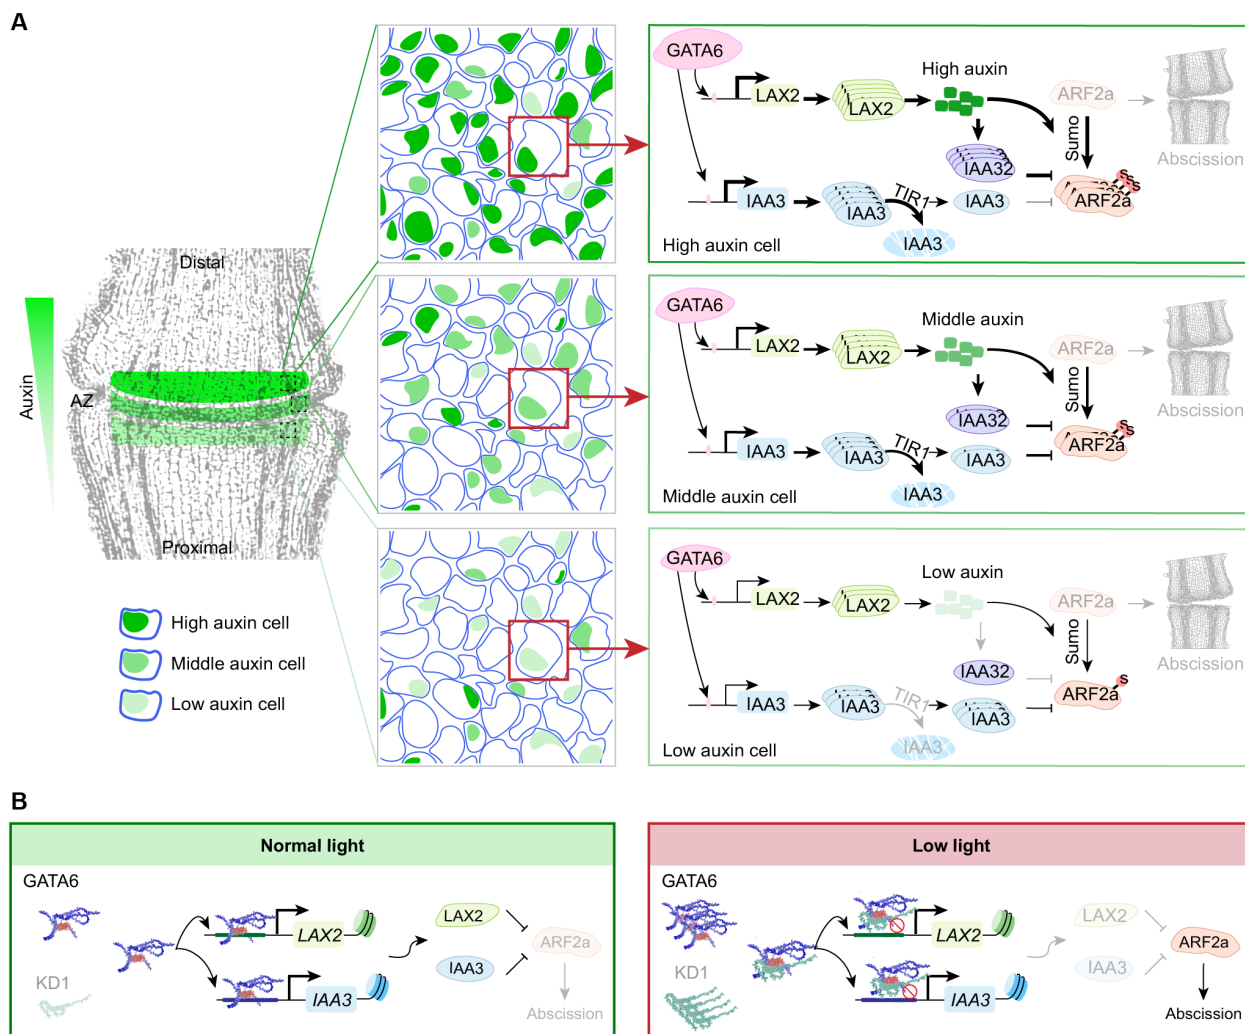 A
Distal
Auxin
AZ
Proximal
High auxin cell
Middle auxin cell
Low auxin cell
GATA6
LAX2
LAX2
High auxin
ARF2a
Sumo
Abscission
IAA32
IAA3
IAA3
TIR1
IAA3
IAA3
S
S
S
S
ARF2a
High auxin cell
GATA6
LAX2
LAX2
Middle auxin
ARF2a
Sumo
Abscission
IAA32
IAA3
IAA3
TIR1
IAA3
IAA3
S
S
ARF2a
Middle auxin cell
GATA6
LAX2
LAX2
Low auxin
ARF2a
Sumo
Abscission
IAA32
IAA3
IAA3
TIR1
IAA3
IAA3
S
ARF2a
Low auxin cell
B
Normal light
GATA6
KD1
LAX2
IAA3
LAX2
IAA3
ARF2a
Abscission
Low light
GATA6
KD1
LAX2
IAA3
LAX2
IAA3
ARF2a
Abscission